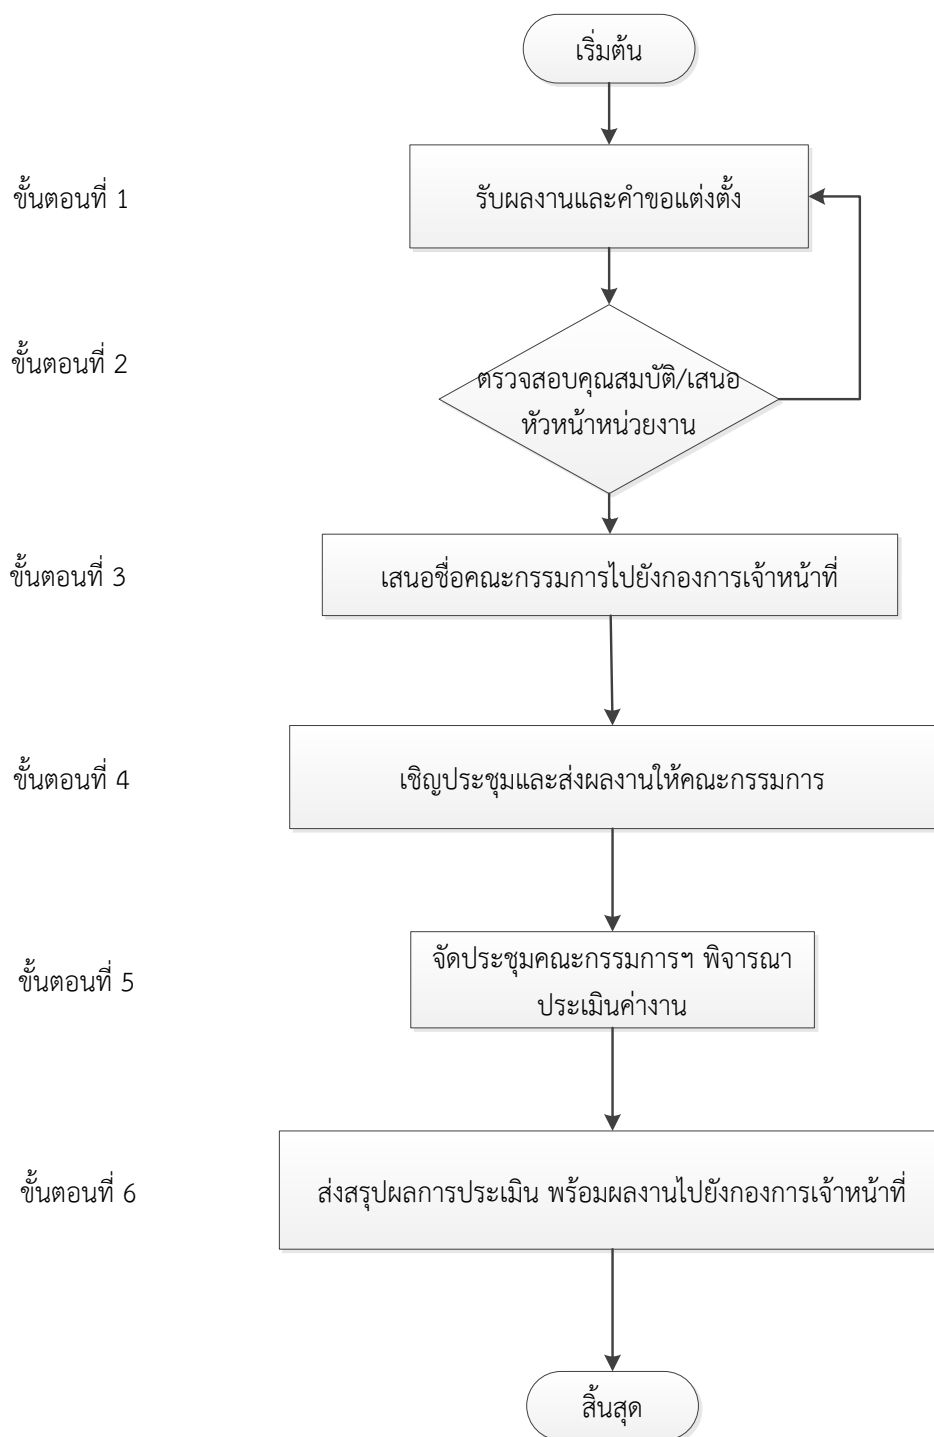 เริ่มต้น
ขั้นตอนที่ 1
รับผลงานและคำขอแต่งตั้ง
ขั้นตอนที่ 2
ตรวจสอบคุณสมบัติ/เสนอ
หัวหน้าหน่วยงาน
ขั้นตอนที่ 3
เสนอชื่อคณะกรรมการไปยังกองการเจ้าหน้าที่
ขั้นตอนที่ 4
เชิญประชุมและส่งผลงานให้คณะกรรมการ
ขั้นตอนที่ 5
จัดประชุมคณะกรรมการฯ พิจารณา
ประเมินค่างาน
ขั้นตอนที่ 6
ส่งสรุปผลการประเมิน พร้อมผลงานไปยังกองการเจ้าหน้าที่
สิ้นสุด